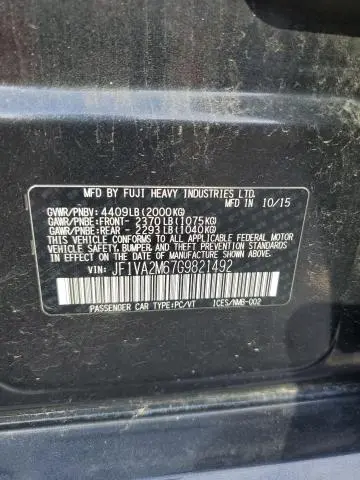 MFD BY FUJI HEAVY INDUSTRIES LTD.
MFD IN 10/15
GVWR/PNBV: 4409LB(2000KG)
GAWR/PNBE:FRONT- 2370LB(1075KG)
GAWR/PNBE:REAR - 2293LB(1040KG)
THIS VEHICLE CONFORMS TO ALL APPLICABLE FEDERAL MOTOR
VEHICLE SAFETY, BUMPER, AND THEFT PREVENTION STANDARDS
IN EFFECT ON THE DATE OF MANUFACTURE SHOWN ABOVE.
VIN: JF1VA2M67G9821492
PASSENGER CAR TYPE:PC/VT ICES/NMB-002